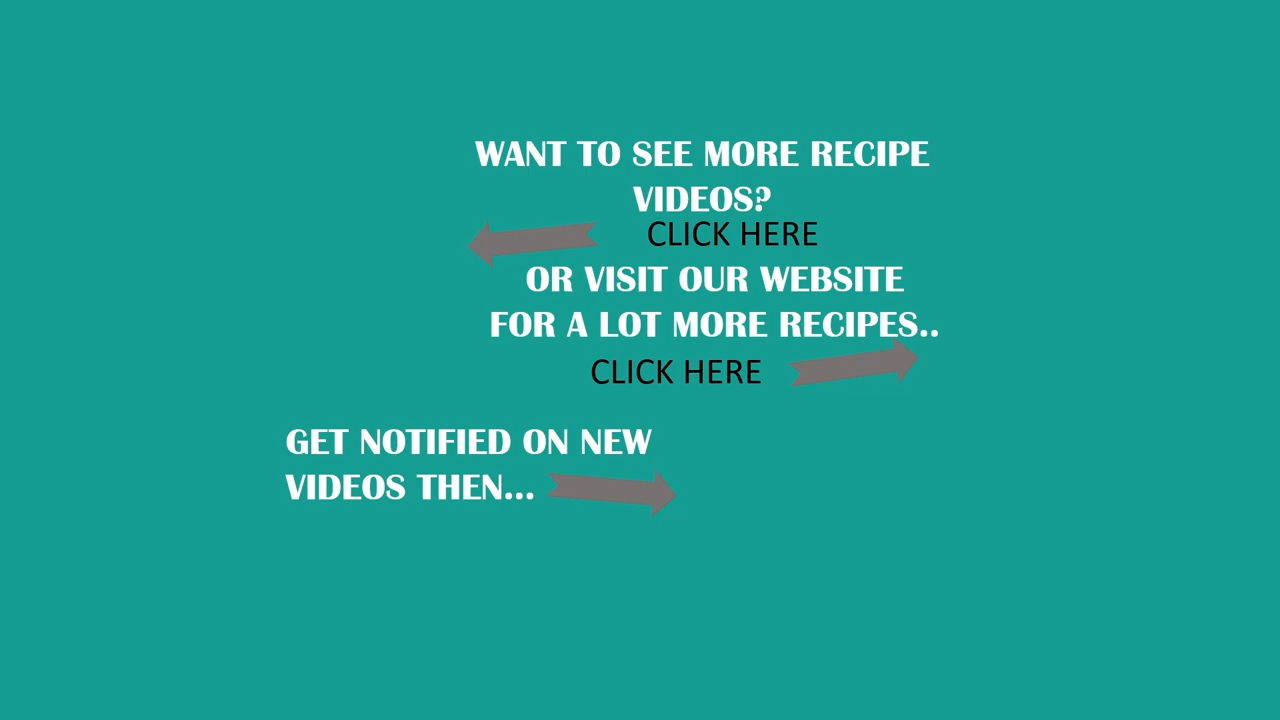 WANT TO SEE MORE RECIPE
VIDEOS?
CLICK HERE
OR VISIT OUR WEBSITE
FOR A LOT MORE RECIPES..
CLICK HERE
GET NOTIFIED ON NEW
VIDEOS THEN...